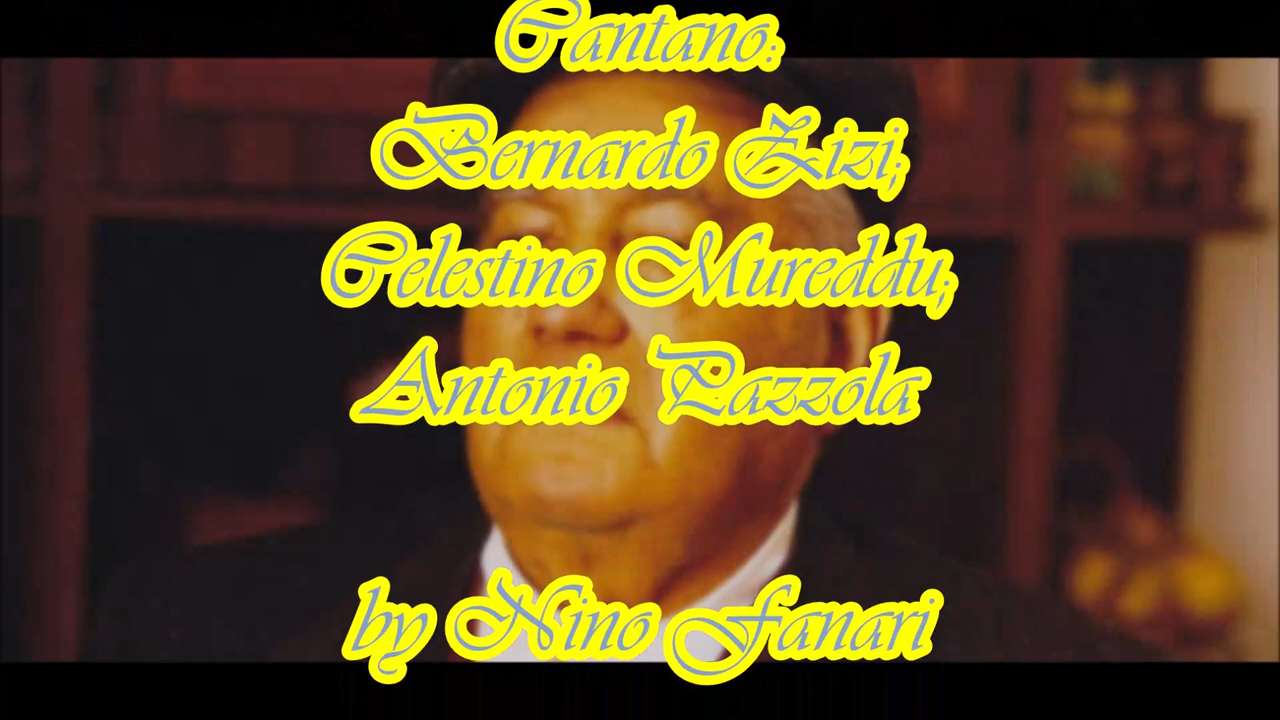 Cantano:
Bernardo Zizi,
Celestino Mureddu,
Antonio Pazzola
by Nino Fanari